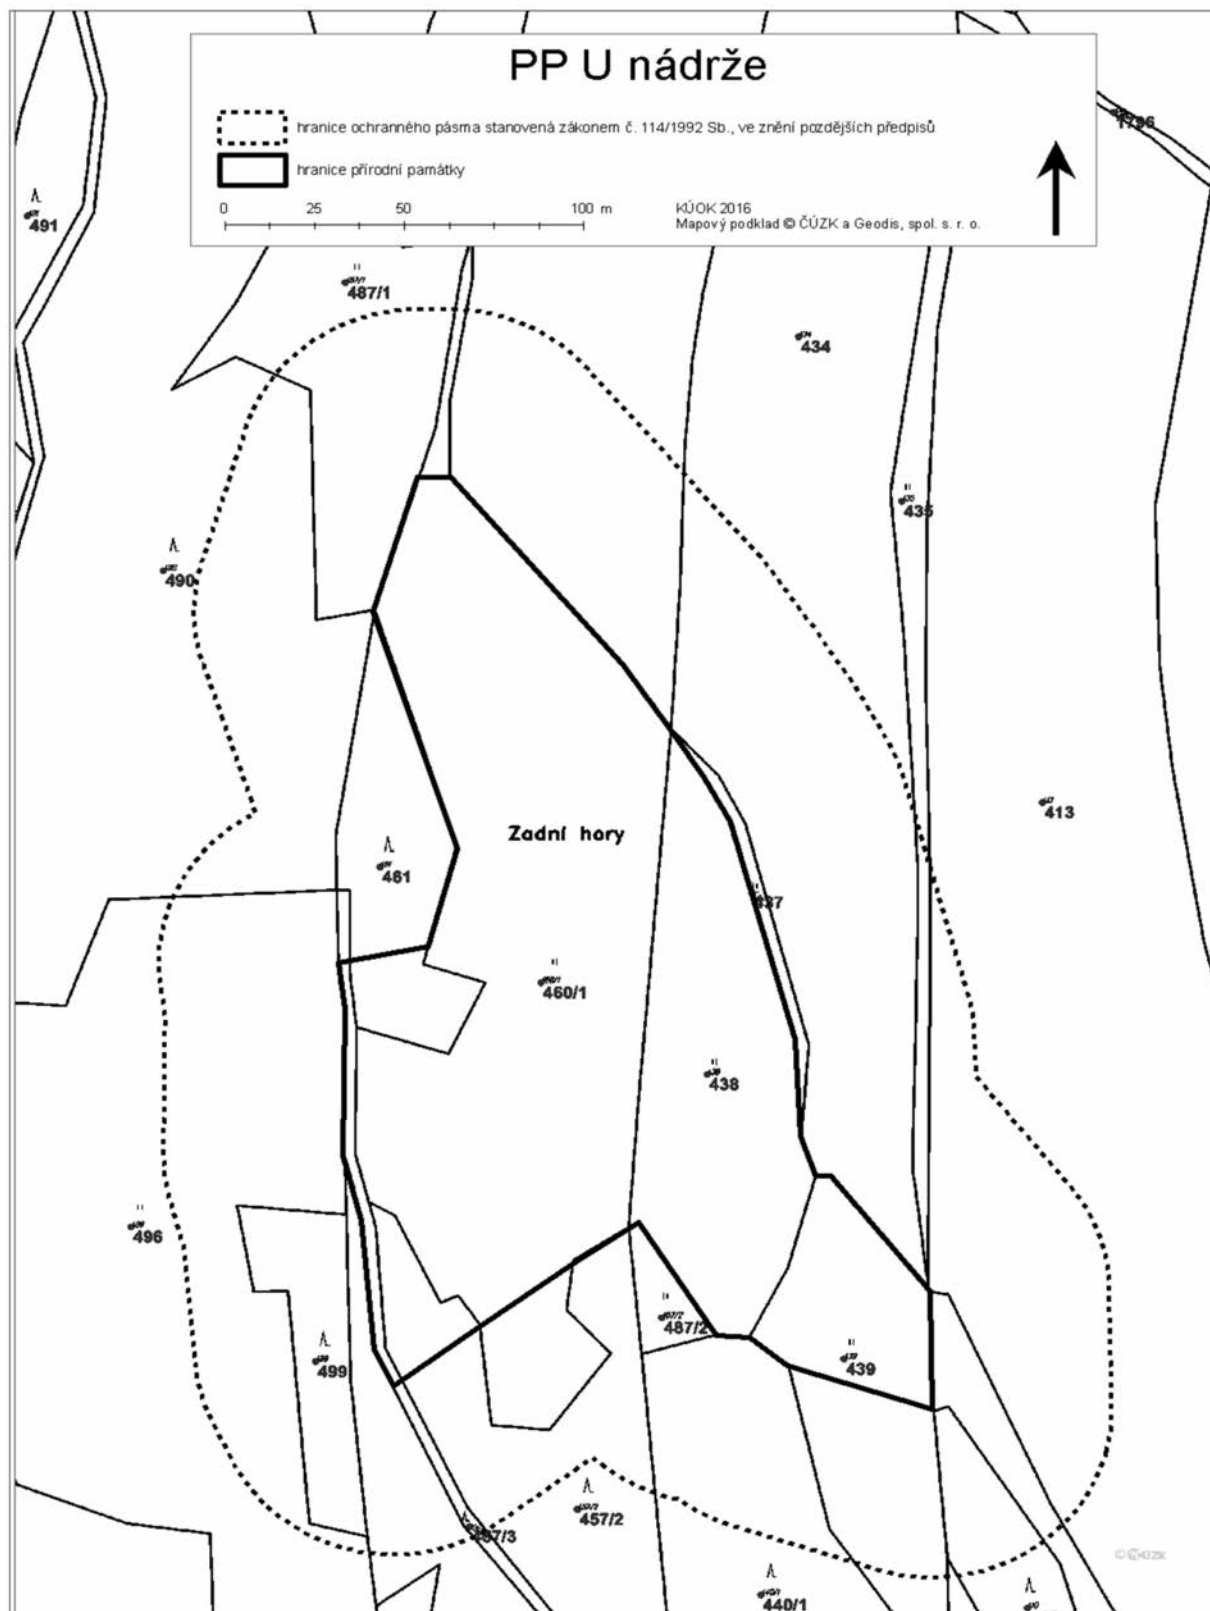 PP U nádrže
hranice ochranného pásma stanovená zákonem č. 114/1992 Sb., ve znění pozdějších předpisů
hranice přírodní památky
0 25 50 100 m
KÚOK 2016
Mapový podklad © ČÚZK a Geodis, spol. s. r. o.
1796
491
487/1
434
435
490
413
Zadní hory
461
437
460/1
438
496
487/2
499
439
457/2
440/1